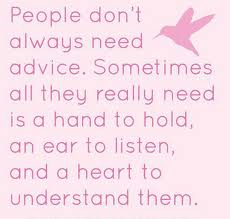 People don't
always need
advice. Sometimes
all they really need
is a hand to hold,
an ear to listen,
and a heart to
understand them.